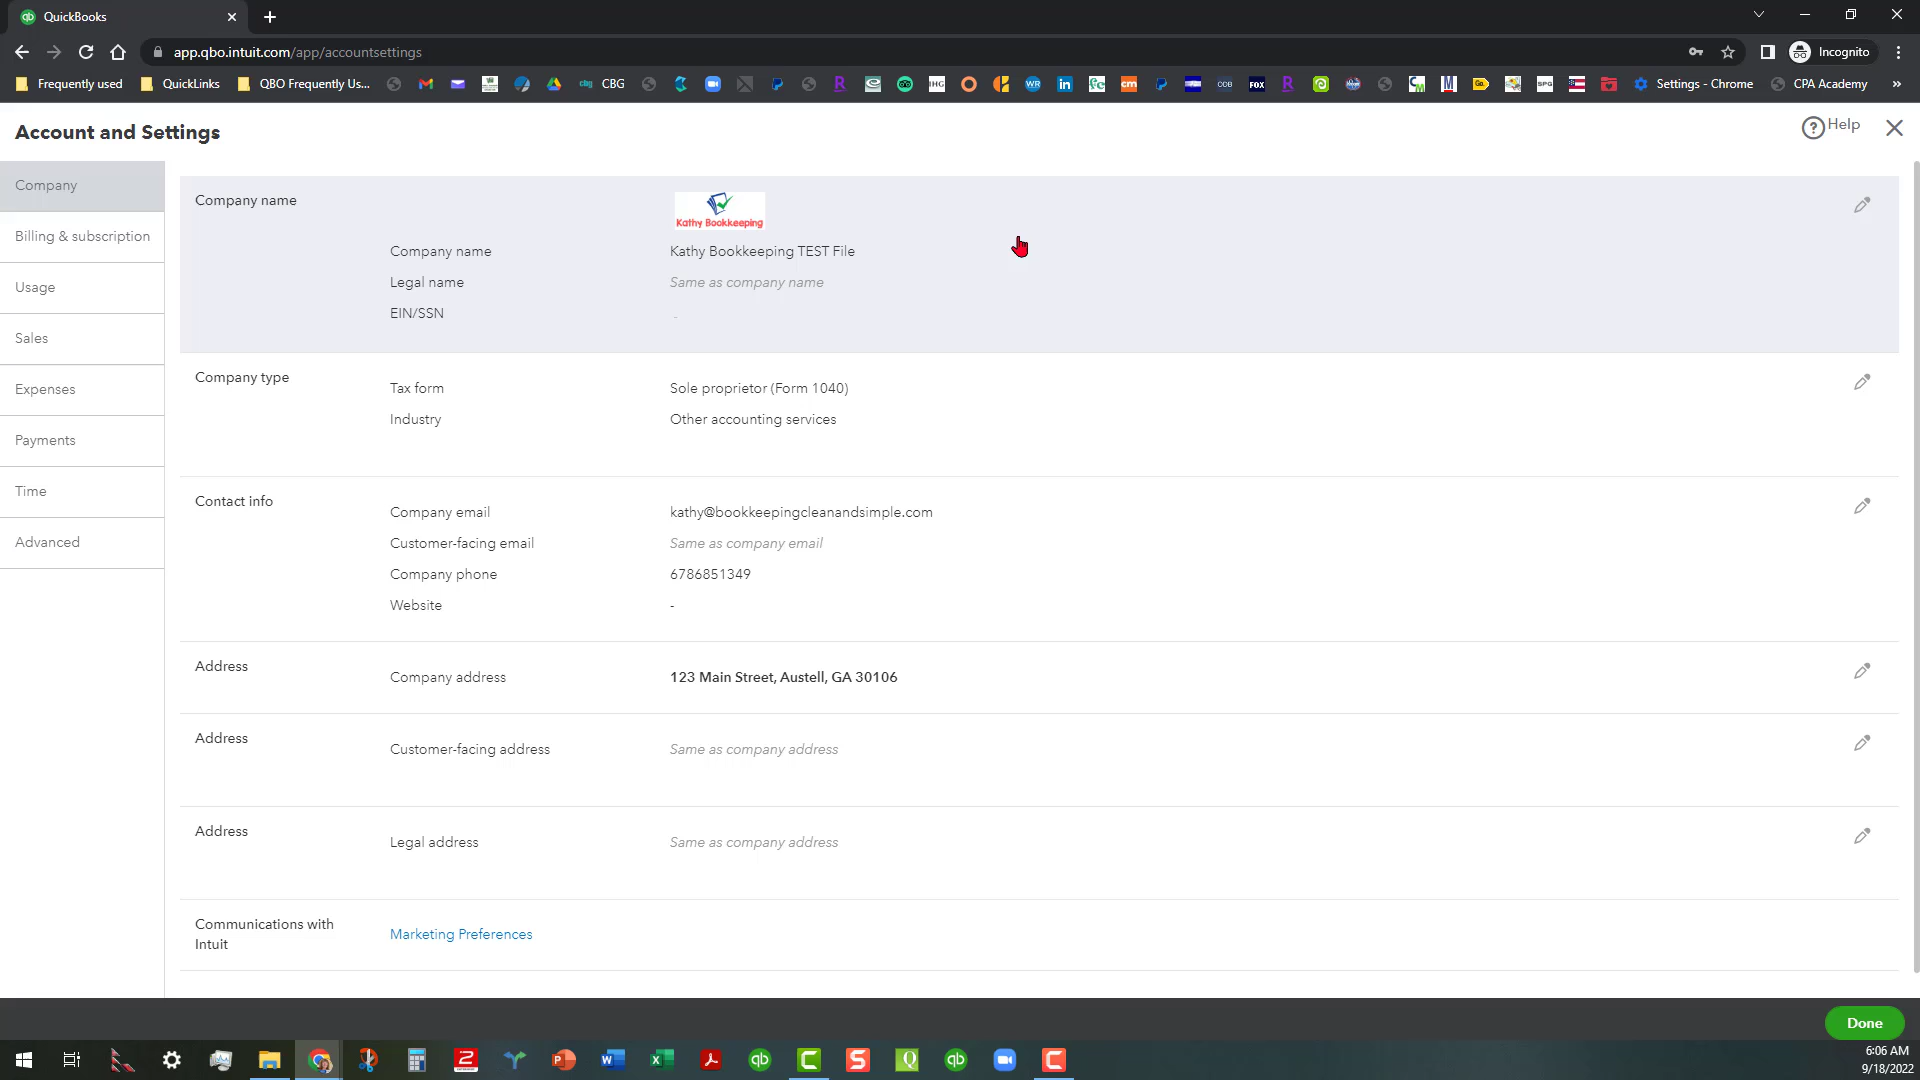 QuickBooks
app.qbo.intuit.com/app/accountsettings
Incognito
Frequently used
QuickLinks
QBO Frequently Us...
CBG
Settings - Chrome
CPA Academy
»
Account and Settings
Help
Company
Billing & subscription
Usage
Sales
Expenses
Payments
Time
Advanced
Company name
Kathy Bookkeeping
Company name Kathy Bookkeeping TEST File
Legal name Same as company name
EIN/SSN -
Company type
Tax form Sole proprietor (Form 1040)
Industry Other accounting services
Contact info
Company email kathy@bookkeepingcleanandsimple.com
Customer-facing email Same as company email
Company phone 6786851349
Website -
Address
Company address 123 Main Street, Austell, GA 30106
Address
Customer-facing address Same as company address
Address
Legal address Same as company address
Communications with
Intuit
Marketing Preferences
Done
6:06 AM
9/18/2022